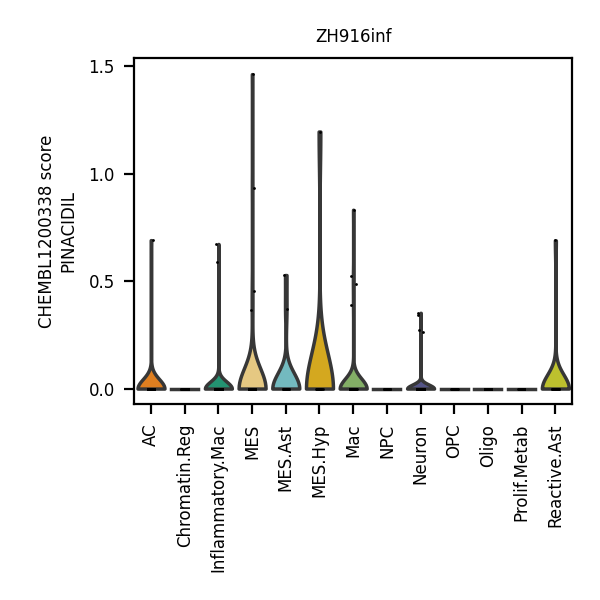 ZH916inf
CHEMBL1200338 score
PINACIDIL
1.5
1.0
0.5
0.0
AC
Chromatin.Reg
Inflammatory.Mac
MES
MES.Ast
MES.Hyp
Mac
NPC
Neuron
OPC
Oligo
Prolif.Metab
Reactive.Ast